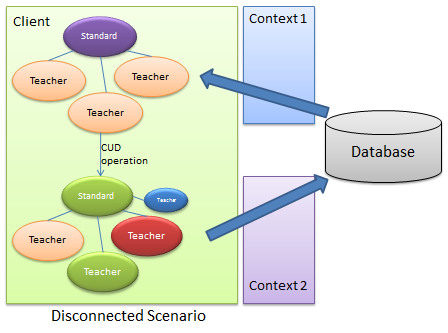 Client
Context 1
Standard
Teacher
Teacher
Teacher
CUD
operation
Database
Standard
Teacher
Teacher
Teacher
Teacher
Context 2
Disconnected Scenario